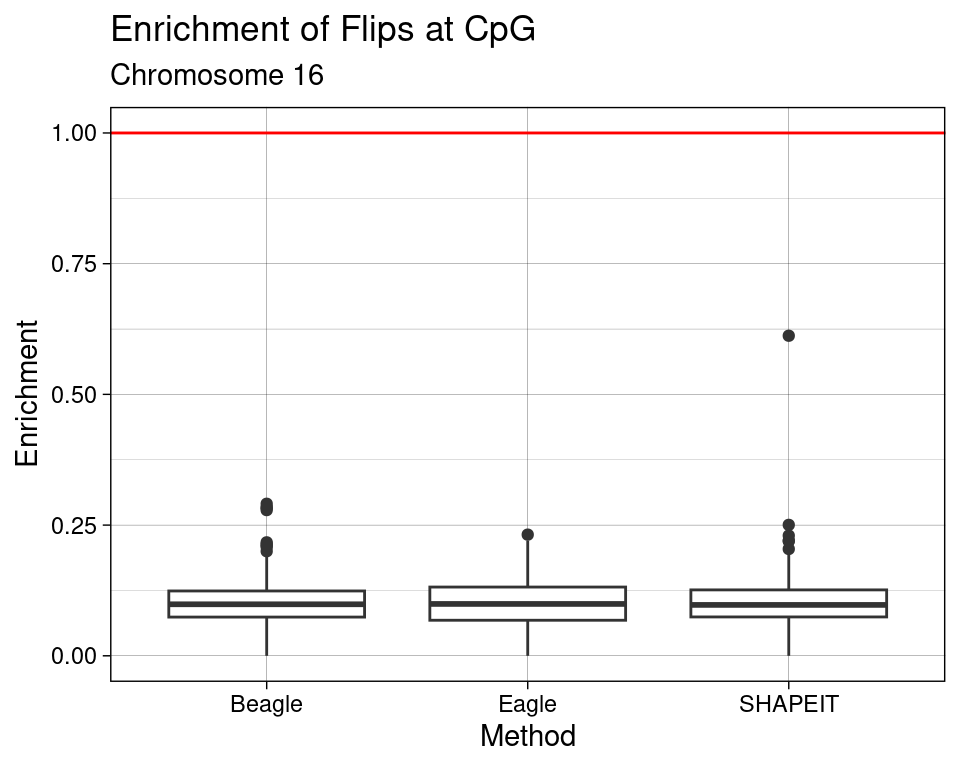 Enrichment of Flips at CpG
Chromosome 16
1.00
0.75
0.50
0.25
0.00
Enrichment
Beagle Eagle SHAPEIT
Method